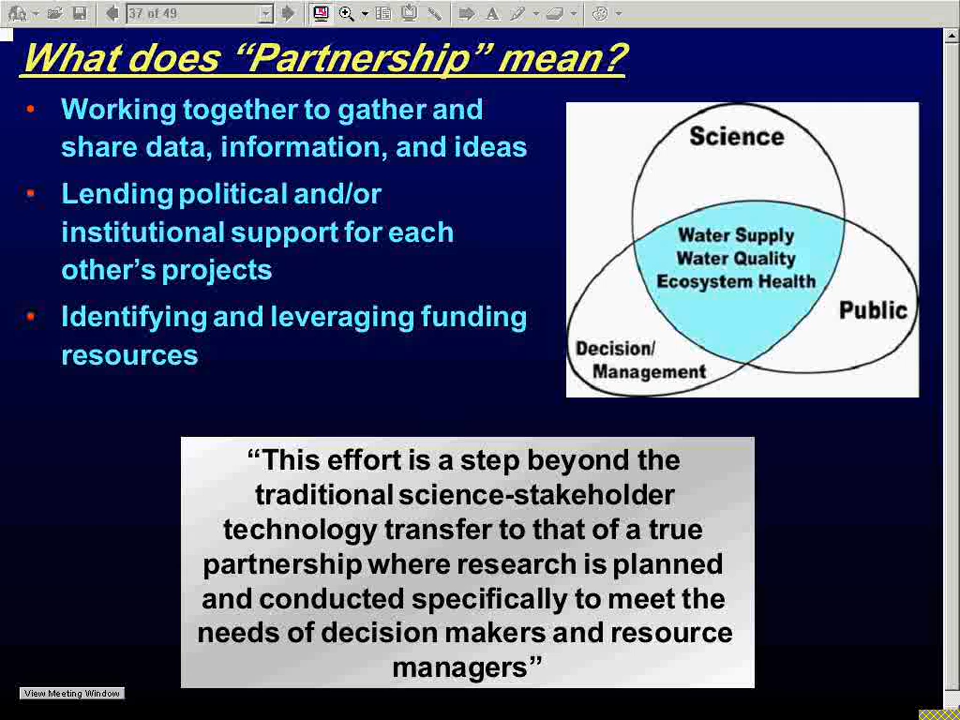 37 of 49
What does “Partnership” mean?
• Working together to gather and
share data, information, and ideas
• Lending political and/or
institutional support for each
other’s projects
• Identifying and leveraging funding
resources
Science
Water Supply
Water Quality
Ecosystem Health
Public
Decision/
Management
“This effort is a step beyond the
traditional science-stakeholder
technology transfer to that of a true
partnership where research is planned
and conducted specifically to meet the
needs of decision makers and resource
managers”
View Meeting Window